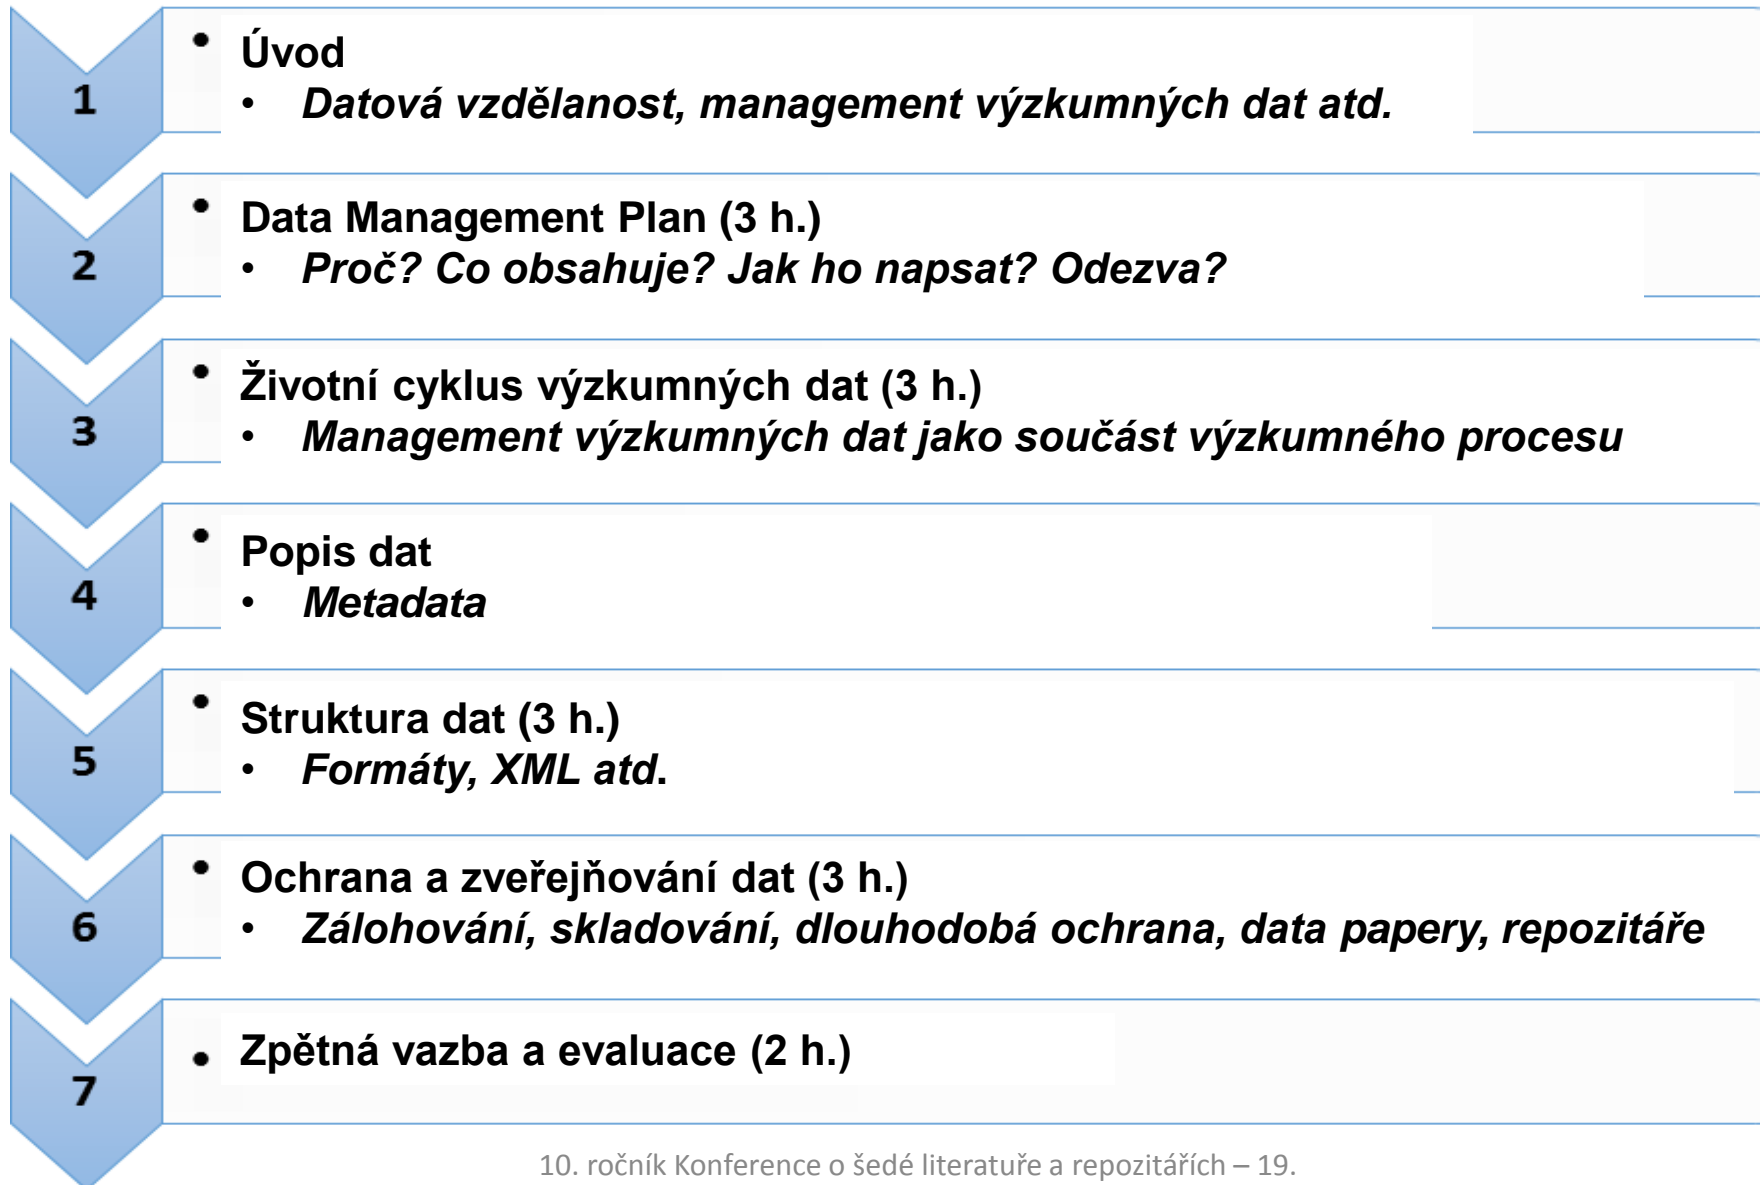 1
• Úvod
• Datová vzdělanost, management výzkumných dat atd.
2
• Data Management Plan (3 h.)
• Proč? Co obsahuje? Jak ho napsat? Odezva?
3
• Životní cyklus výzkumných dat (3 h.)
• Management výzkumných dat jako součást výzkumného procesu
4
• Popis dat
• Metadata
5
• Struktura dat (3 h.)
• Formáty, XML atd.
6
• Ochrana a zveřejňování dat (3 h.)
• Zálohování, skladování, dlouhodobá ochrana, data papery, repozitáře
7
• Zpětná vazba a evaluace (2 h.)
10. ročník Konference o šedé literatuře a repozitářích – 19.